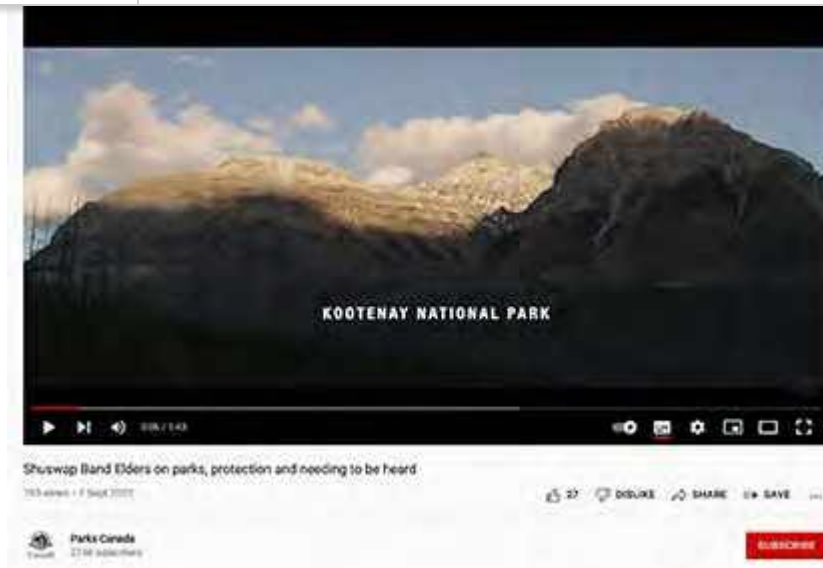 KOOTENAY NATIONAL PARK
Shuswap Band Elders on parks, protection and needing to be heard
27 DISLIKE SHARE SAVE ...
Parks Canada
SUBSCRIBE